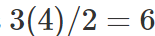 3(4)/2 = 6